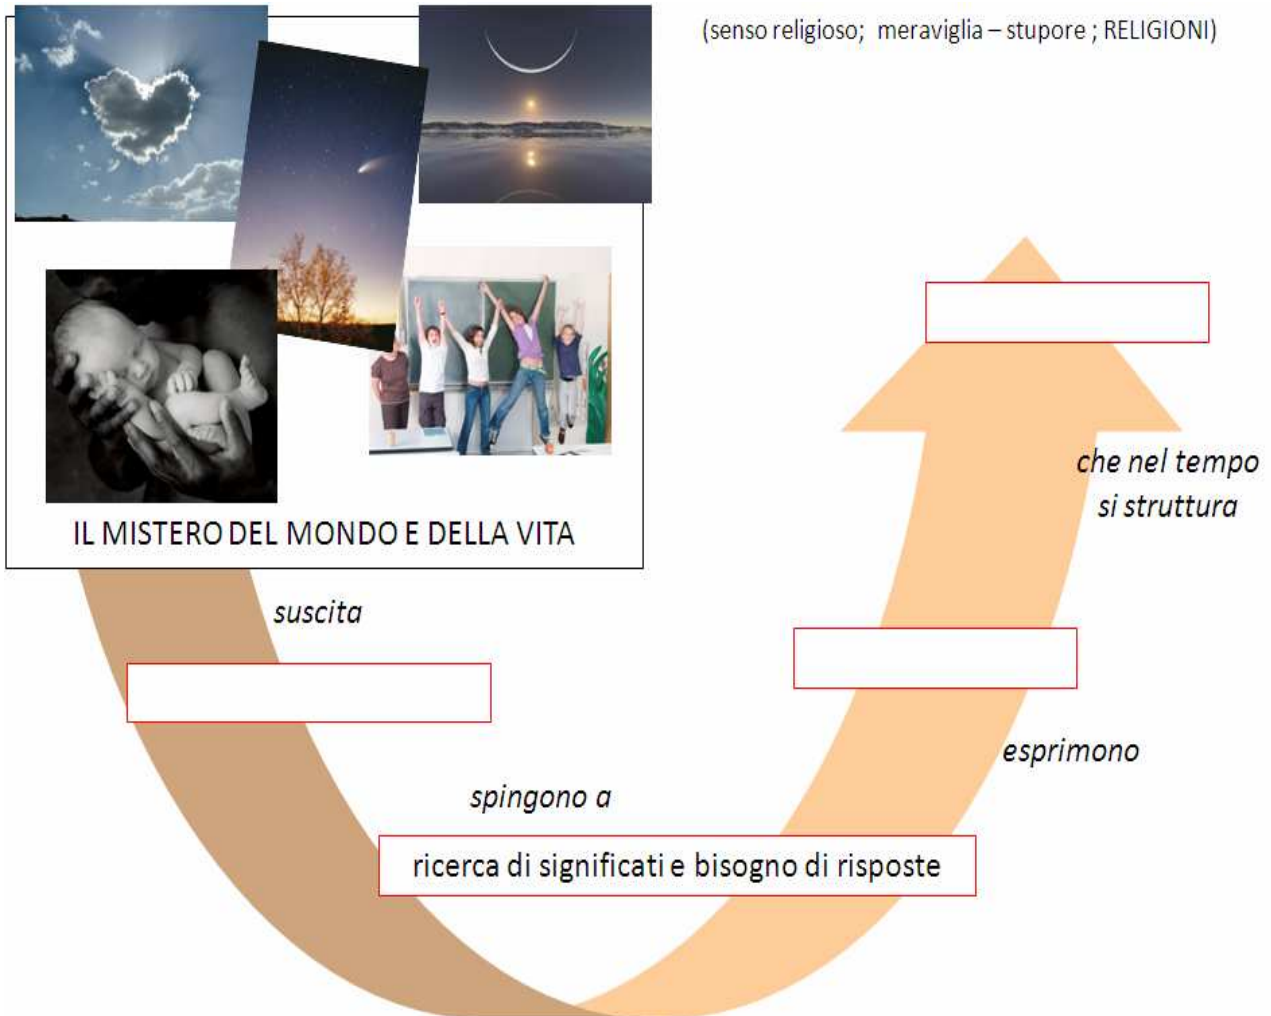 (senso religioso; meraviglia – stupore ; RELIGIONI)
IL MISTERO DEL MONDO E DELLA VITA
suscita
spingono a
ricerca di significati e bisogno di risposte
esprimono
che nel tempo
si struttura